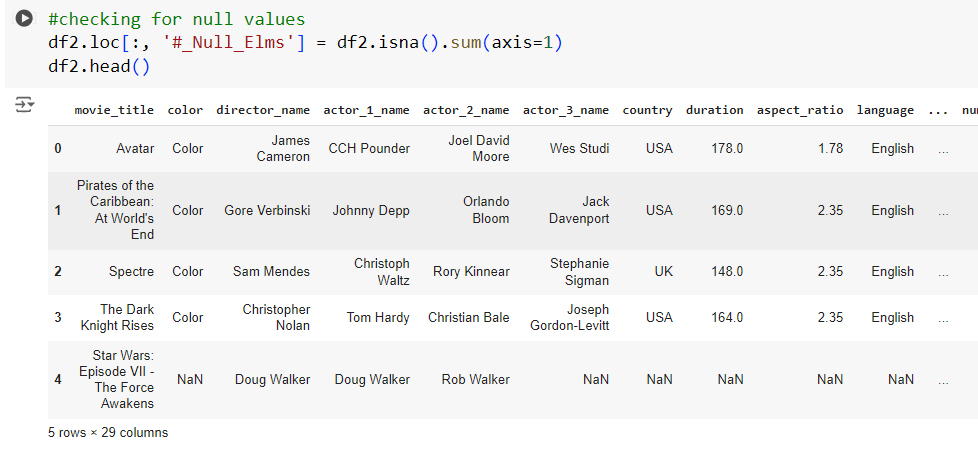 #checking for null values
df2.loc[:, '#_Null_Elms'] = df2.isna().sum(axis=1)
df2.head()
movie_title color director_name actor_1_name actor_2_name actor_3_name country duration aspect_ratio language ... nu
0 Avatar Color James Cameron CCH Pounder Joel David Moore Wes Studi USA 178.0 1.78 English ...
1 Pirates of the Caribbean: At World's End Color Gore Verbinski Johnny Depp Orlando Bloom Jack Davenport USA 169.0 2.35 English ...
2 Spectre Color Sam Mendes Christoph Waltz Rory Kinnear Stephanie Sigman UK 148.0 2.35 English ...
3 The Dark Knight Rises Color Christopher Nolan Tom Hardy Christian Bale Joseph Gordon-Levitt USA 164.0 2.35 English ...
4 Star Wars: Episode VII - The Force Awakens NaN Doug Walker Doug Walker Rob Walker NaN NaN NaN NaN NaN ...
5 rows × 29 columns